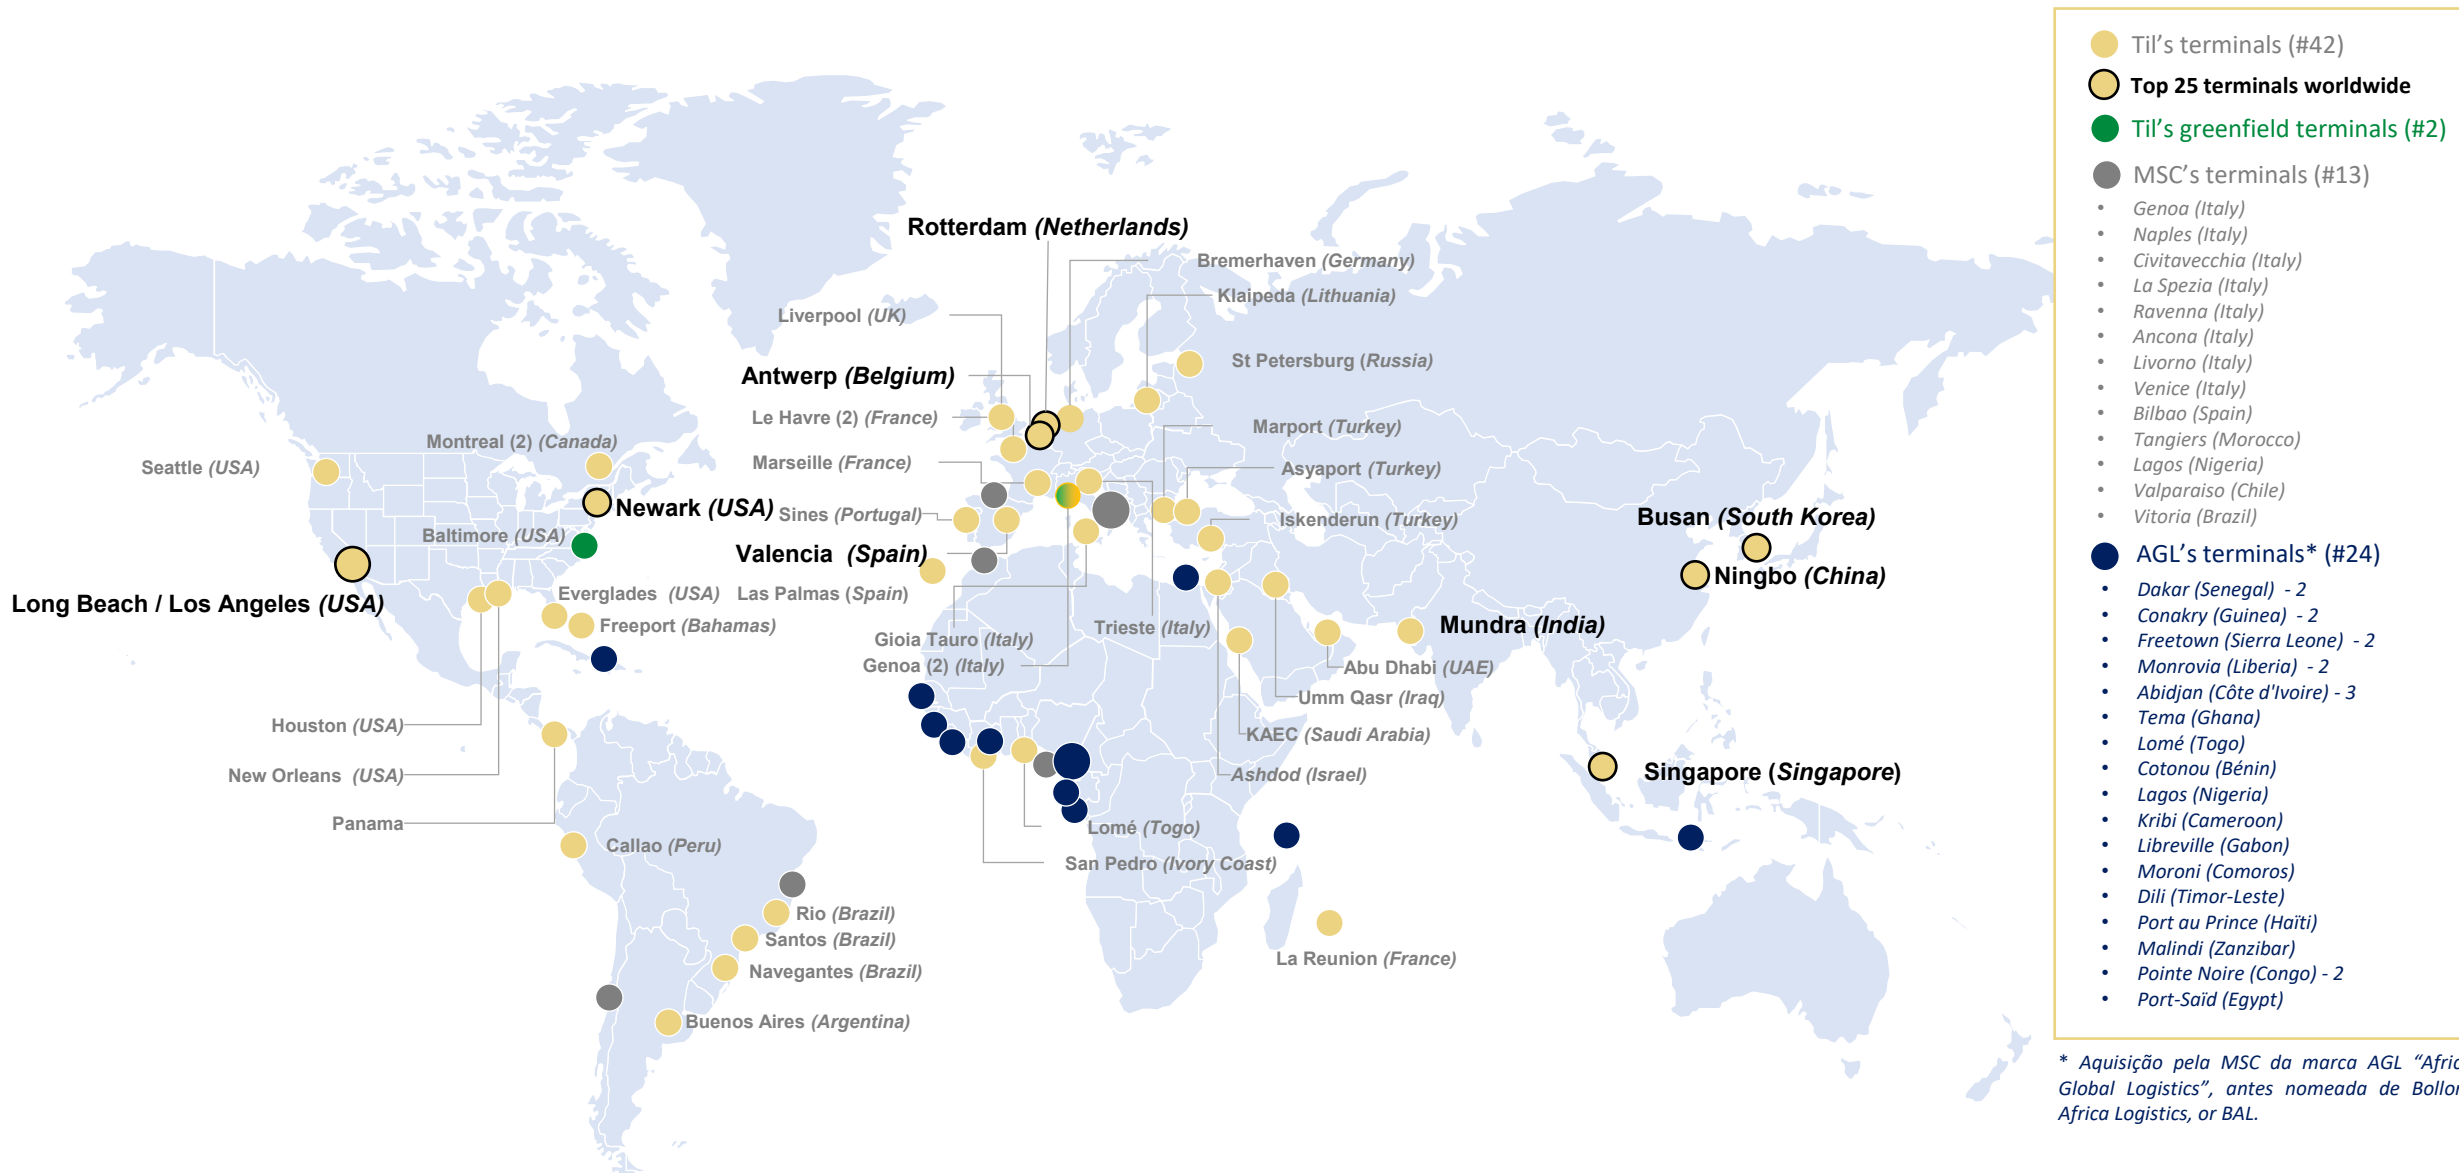 Rotterdam (Netherlands)
Bremerhaven (Germany)
Klaipeda (Lithuania)
Liverpool (UK)
St Petersburg (Russia)
Antwerp (Belgium)
Le Havre (2) (France)
Marport (Turkey)
Montreal (2) (Canada)
Seattle (USA)
Marseille (France)
Asyaport (Turkey)
Newark (USA)
Sines (Portugal)
Iskenderun (Turkey)
Busan (South Korea)
Baltimore (USA)
Valencia (Spain)
Ningbo (China)
Long Beach / Los Angeles (USA)
Everglades (USA)
Las Palmas (Spain)
Freeport (Bahamas)
Gioia Tauro (Italy)
Trieste (Italy)
Mundra (India)
Genoa (2) (Italy)
Abu Dhabi (UAE)
Umm Qasr (Iraq)
Houston (USA)
KAEC (Saudi Arabia)
New Orleans (USA)
Ashdod (Israel)
Singapore (Singapore)
Panama
Lomé (Togo)
Callao (Peru)
San Pedro (Ivory Coast)
Rio (Brazil)
Santos (Brazil)
La Reunion (France)
Navegantes (Brazil)
Buenos Aires (Argentina)
Til’s terminals (#42)
Top 25 terminals worldwide
Til’s greenfield terminals (#2)
MSC’s terminals (#13)
• Genoa (Italy)
• Naples (Italy)
• Civitavecchia (Italy)
• La Spezia (Italy)
• Ravenna (Italy)
• Ancona (Italy)
• Livorno (Italy)
• Venice (Italy)
• Bilbao (Spain)
• Tangiers (Morocco)
• Lagos (Nigeria)
• Valparaiso (Chile)
• Vitoria (Brazil)
AGL’s terminals* (#24)
• Dakar (Senegal) - 2
• Conakry (Guinea) - 2
• Freetown (Sierra Leone) - 2
• Monrovia (Liberia) - 2
• Abidjan (Côte d'Ivoire) - 3
• Tema (Ghana)
• Lomé (Togo)
• Cotonou (Bénin)
• Lagos (Nigeria)
• Kribi (Cameroon)
• Libreville (Gabon)
• Moroni (Comoros)
• Dili (Timor-Leste)
• Port au Prince (Haïti)
• Malindi (Zanzibar)
• Pointe Noire (Congo) - 2
• Port-Saïd (Egypt)
* Aquisição pela MSC da marca AGL “Afric
Global Logistics”, antes nomeada de Bollor
Africa Logistics, or BAL.